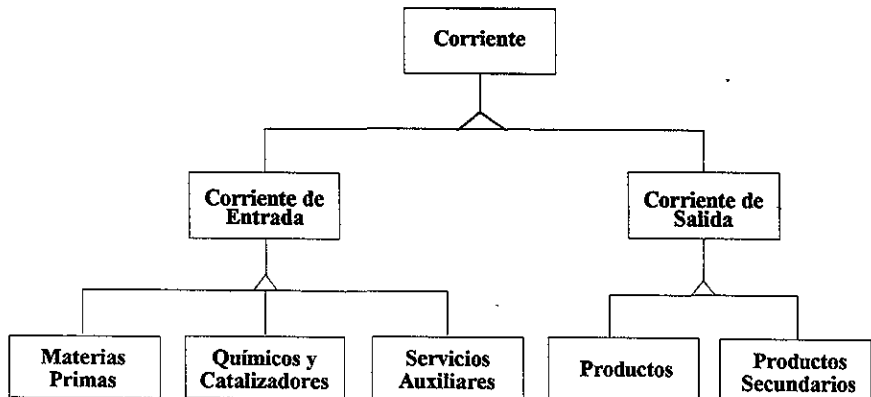 Corriente
Corriente de
Entrada
Corriente de
Salida
Materias
Primas
Químicos y
Catalizadores
Servicios
Auxiliares
Productos
Productos
Secundarios